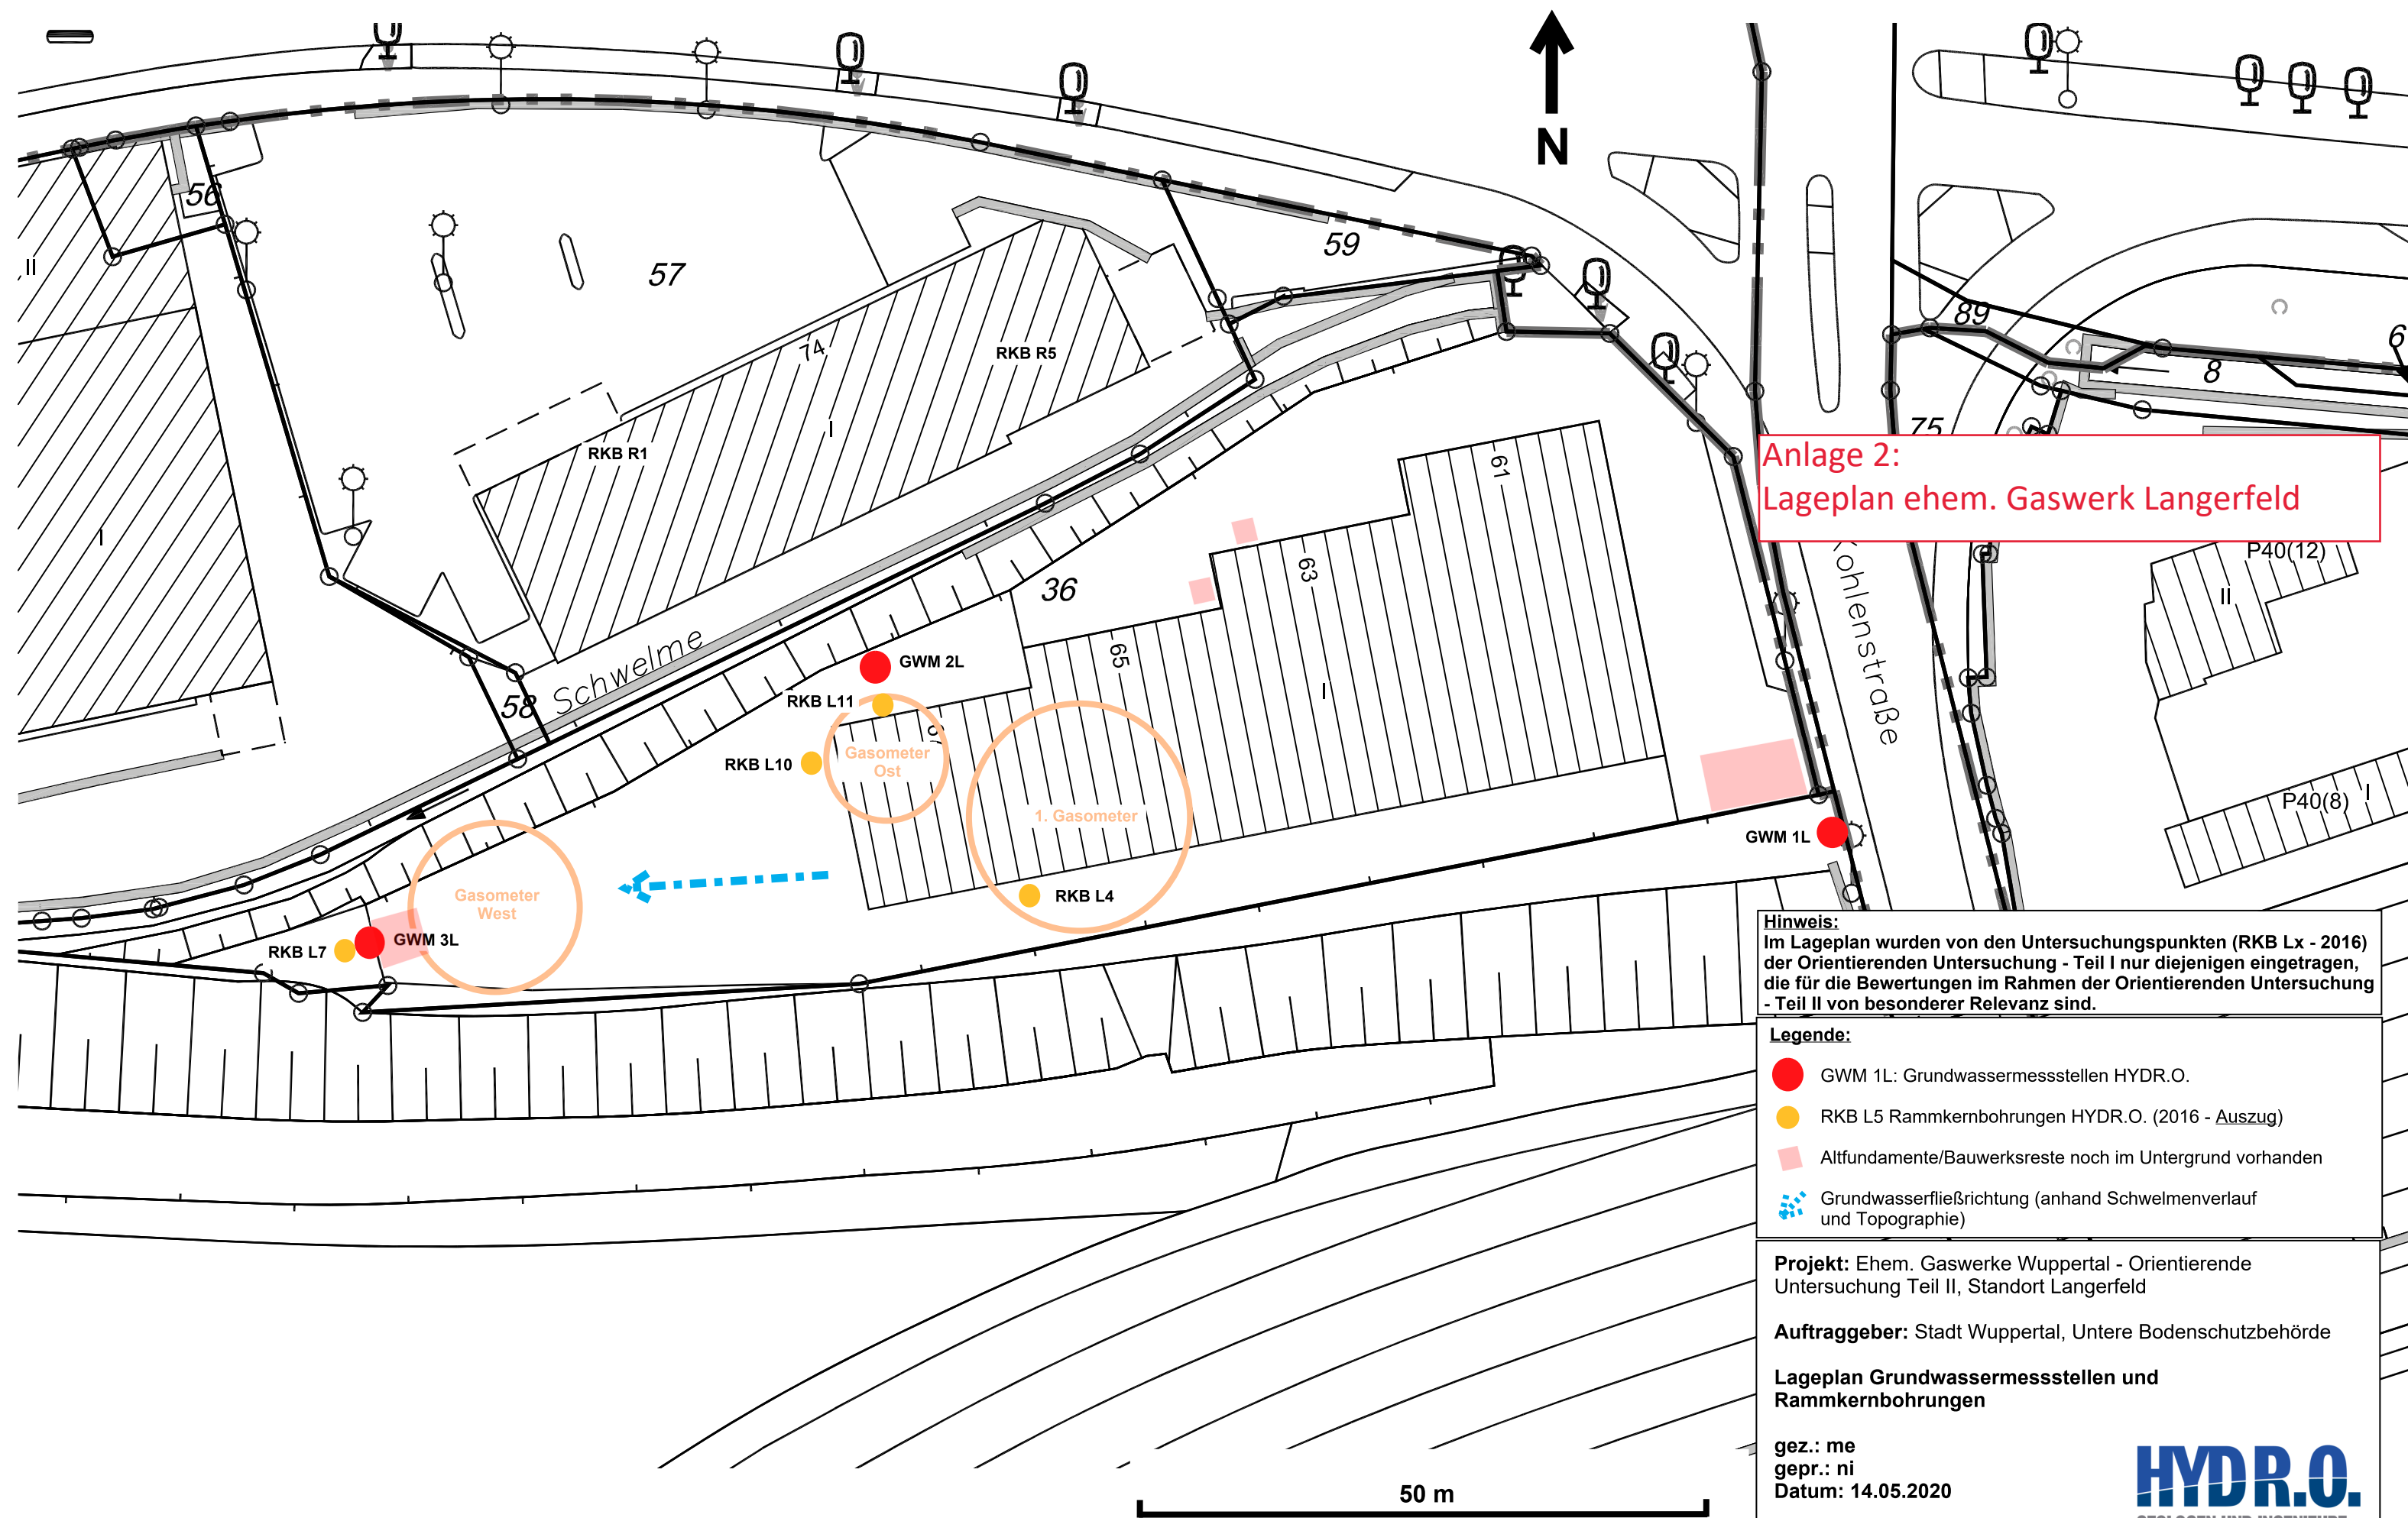 N
56
II
57
59
89
6
8
74
RKB R5
I
RKB R1
75
61
I
Anlage 2:
Lageplan ehem. Gaswerk Langerfeld
Kohlenstraße
P40(12)
II
63
36
65
Schwelme
58
GWM 2L
RKB L11
I
RKB L10
Gasometer
Ost
1. Gasometer
P40(8)
I
GWM 1L
Gasometer
West
RKB L4
GWM 3L
RKB L7
Hinweis:
Im Lageplan wurden von den Untersuchungspunkten (RKB Lx - 2016)
der Orientierenden Untersuchung - Teil I nur diejenigen eingetragen,
die für die Bewertungen im Rahmen der Orientierenden Untersuchung
- Teil II von besonderer Relevanz sind.
Legende:
GWM 1L: Grundwassermessstellen HYDR.O.
RKB L5 Rammkernbohrungen HYDR.O. (2016 - Auszug)
Altfundamente/Bauwerksreste noch im Untergrund vorhanden
Grundwasserfließrichtung (anhand Schwelmenverlauf
und Topographie)
Projekt: Ehem. Gaswerke Wuppertal - Orientierende
Untersuchung Teil II, Standort Langerfeld
Auftraggeber: Stadt Wuppertal, Untere Bodenschutzbehörde
Lageplan Grundwassermessstellen und
Rammkernbohrungen
gez.: me
gepr.: ni
Datum: 14.05.2020
HYDR.O.
50 m